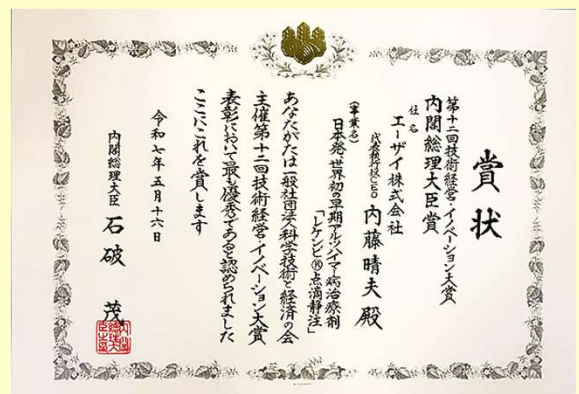 賞状
第十二回技術経営・イノベーション大賞
内閣総理大臣賞
社名
エーザイ株式会社
代表執行役CEO 内藤晴夫殿
(事業名)
日本発、世界初の早期アルツハイマー病治療剤
「レケンビ®点滴静注」
あなたがたは一般社団法人科学技術と経済の会
主催第十二回技術経営・イノベーション大賞
表彰において最も優秀であると認められました
ここにこれを賞します
令和七年五月十六日
内閣総理大臣 石破茂